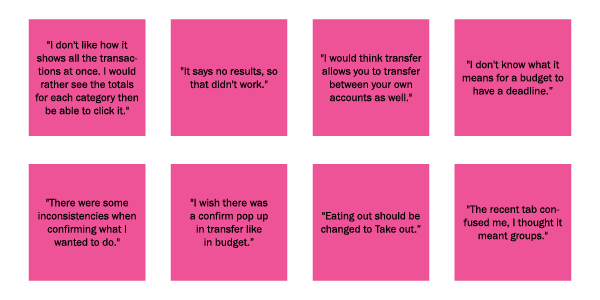 "I don't like how it
shows all the transac-
tions at once. I would
rather see the totals
for each category then
be able to click it."
"It says no results, so
that didn't work."
"I would think transfer
allows you to transfer
between your own
accounts as well."
"I don't know what it
means for a budget to
have a deadline."
"There were some
inconsistencies when
confirming what I
wanted to do."
"I wish there was
a confirm pop up
in transfer like
in budget."
"Eating out should be
changed to Take out."
"The recent tab con-
fused me, I thought it
meant groups."